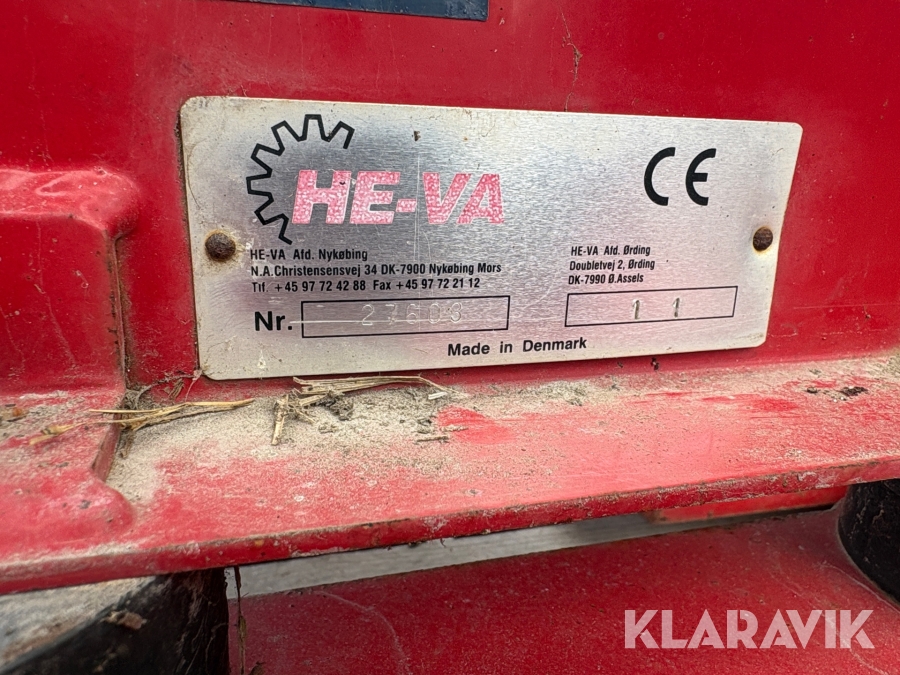 HE-VA
CE
HE-VA Afd. Nykøbing
N.A.Christensensvej 34 DK-7900 Nykøbing Mors
Tlf. +45 97 72 42 88 Fax +45 97 72 21 12
HE-VA Afd. Ørding
Doubletvej 2, Ørding
DK-7990 Ø.Assels
Nr.
1 1
Made in Denmark
KLARAVIK